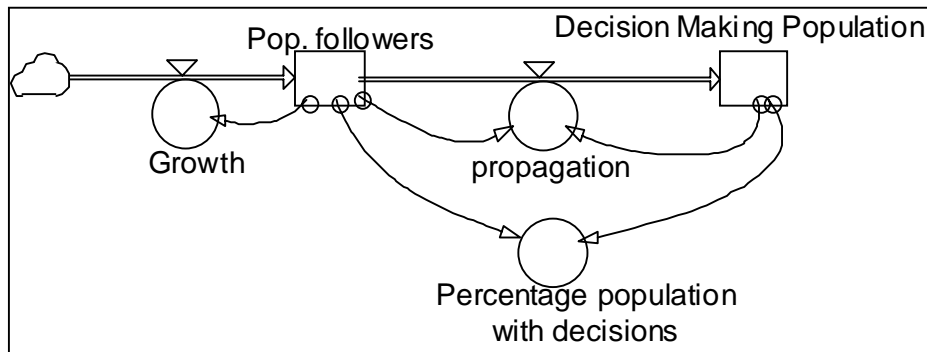 Decision Making Population
Pop. followers
Growth
propagation
Percentage population
with decisions